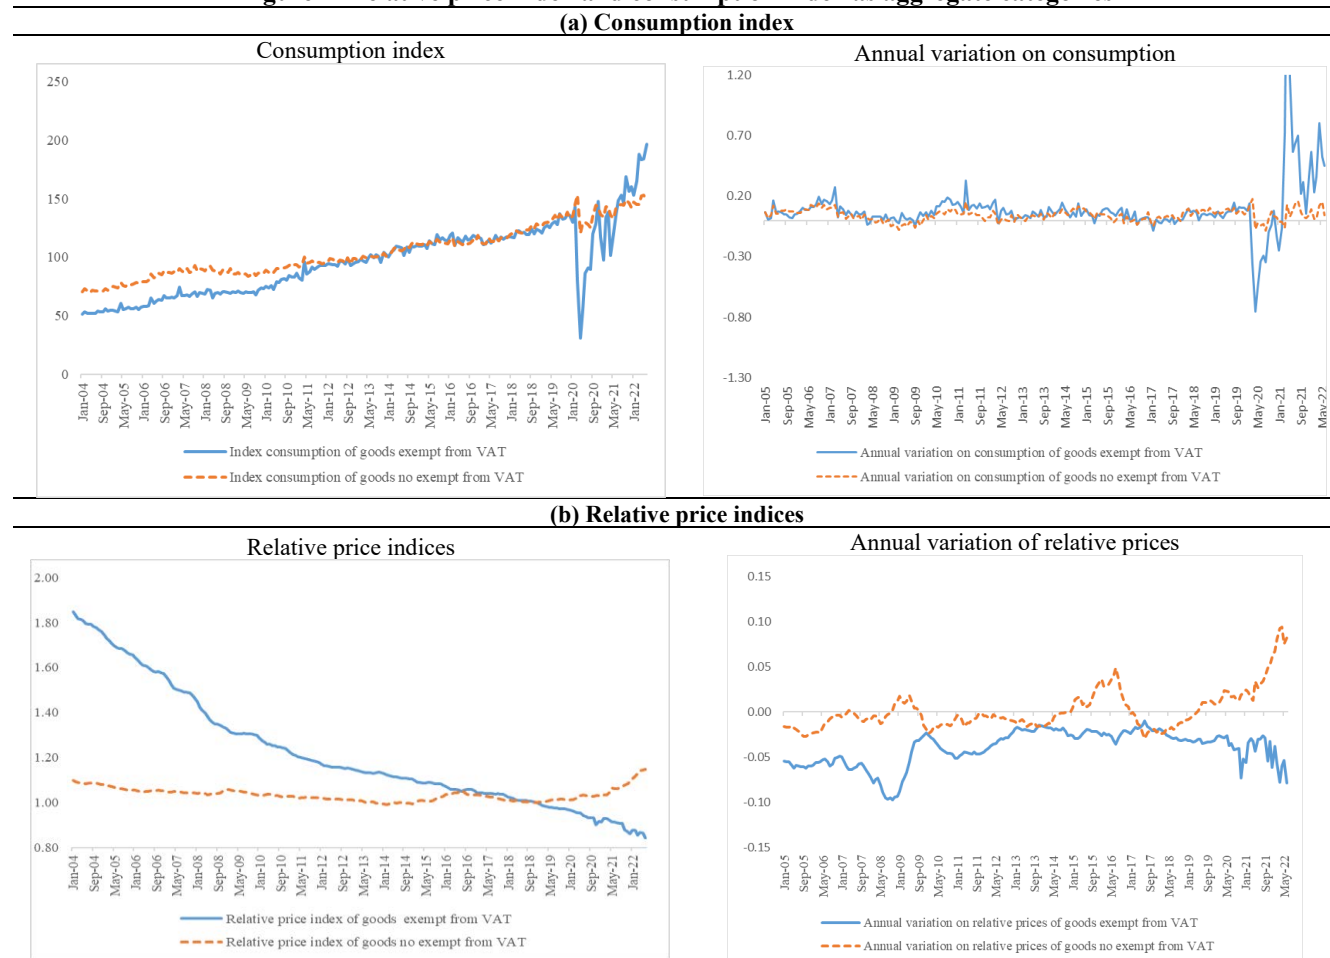 (a) Consumption index
Consumption index
250
200
150
100
50
0
Jan-04
Sep-04
May-05
Jan-06
Sep-06
May-07
Jan-08
Sep-08
May-09
Jan-10
Sep-10
May-11
Jan-12
Sep-12
May-13
Jan-14
Sep-14
May-15
Jan-16
Sep-16
May-17
Jan-18
Sep-18
May-19
Jan-20
Sep-20
May-21
Jan-22
Index consumption of goods exempt from VAT
Index consumption of goods no exempt from VAT
Annual variation on consumption
1.20
0.70
0.20
-0.30
-0.80
-1.30
Jan-05
Sep-05
May-06
Jan-07
Sep-07
May-08
Jan-09
Sep-09
May-10
Jan-11
Sep-11
May-12
Jan-13
Sep-13
May-14
Jan-15
Sep-15
May-16
Jan-17
Sep-17
May-18
Jan-19
Sep-19
May-20
Jan-21
Sep-21
May-22
Annual variation on consumption of goods exempt from VAT
Annual variation on consumption of goods no exempt from VAT
(b) Relative price indices
Relative price indices
2.00
1.80
1.60
1.40
1.20
1.00
0.80
Jan-04
Sep-04
May-05
Jan-06
Sep-06
May-07
Jan-08
Sep-08
May-09
Jan-10
Sep-10
May-11
Jan-12
Sep-12
May-13
Jan-14
Sep-14
May-15
Jan-16
Sep-16
May-17
Jan-18
Sep-18
May-19
Jan-20
Sep-20
May-21
Jan-22
Relative price index of goods exempt from VAT
Relative price index of goods no exempt from VAT
Annual variation of relative prices
0.15
0.10
0.05
0.00
-0.05
-0.10
-0.15
Jan-05
Sep-05
May-06
Jan-07
Sep-07
May-08
Jan-09
Sep-09
May-10
Jan-11
Sep-11
May-12
Jan-13
Sep-13
May-14
Jan-15
Sep-15
May-16
Jan-17
Sep-17
May-18
Jan-19
Sep-19
May-20
Jan-21
Sep-21
May-22
Annual variation on relative prices of goods exempt from VAT
Annual variation on relative prices of goods no exempt from VAT